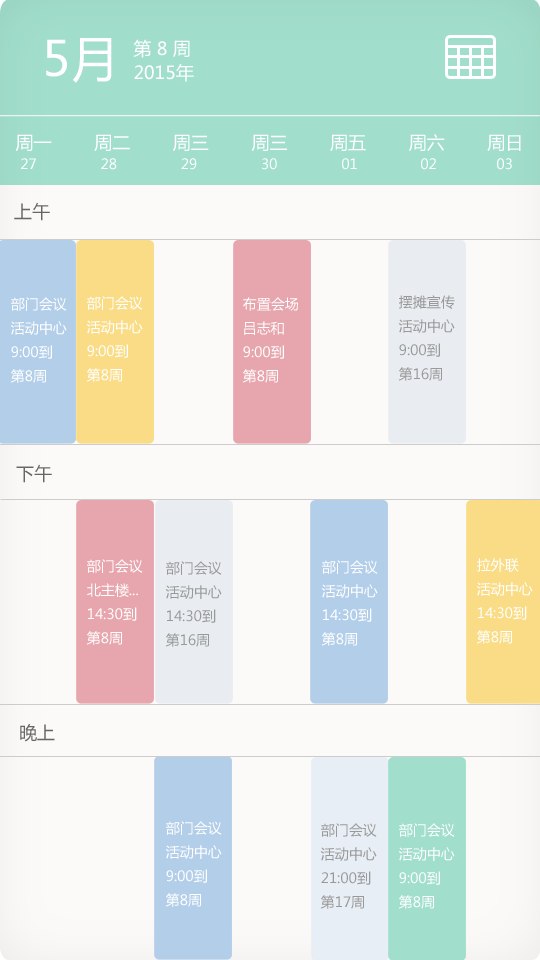 5月
第 8 周
2015年
周一 周二 周三 周三 周五 周六 周日
27 28 29 30 01 02 03
上午
部门会议
活动中心
9:00到
第8周
部门会议
活动中心
9:00到
第8周
布置会场
吕志和
9:00到
第8周
摆摊宣传
活动中心
9:00到
第16周
下午
部门会议
北主楼...
14:30到
第8周
部门会议
活动中心
14:30到
第16周
部门会议
活动中心
14:30到
第8周
拉外联
活动中心
14:30到
第8周
晚上
部门会议
活动中心
9:00到
第8周
部门会议
活动中心
21:00到
第17周
部门会议
活动中心
9:00到
第8周